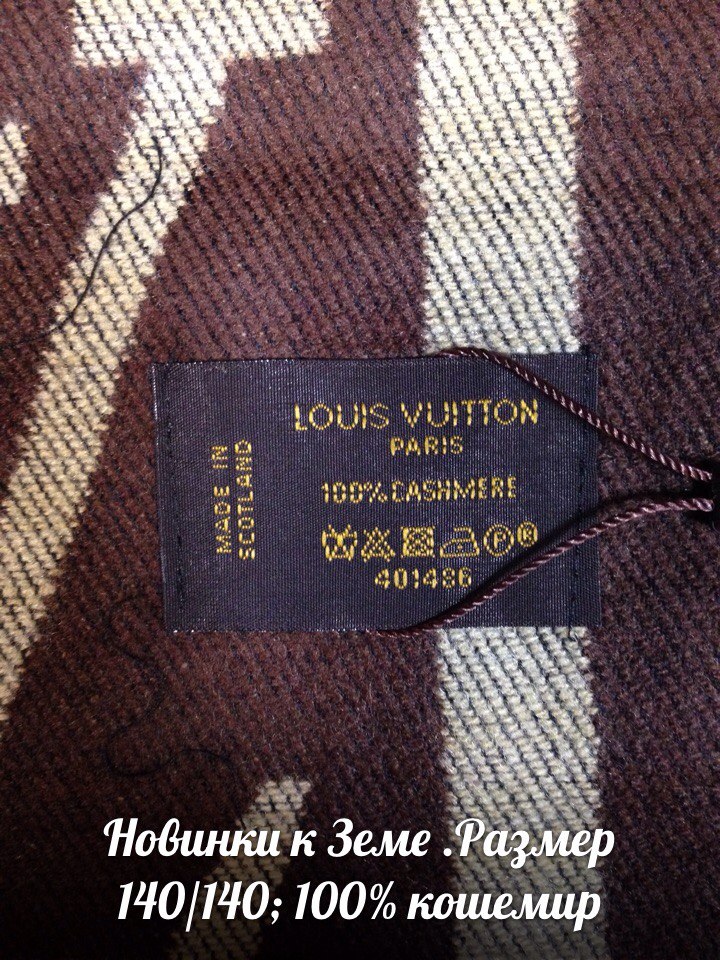 LOUIS VUITTON
PARIS
100% CASHMERE
401486
MADE IN
SCOTLAND
Новинки к Земе .Размер
140/140; 100% кошемир